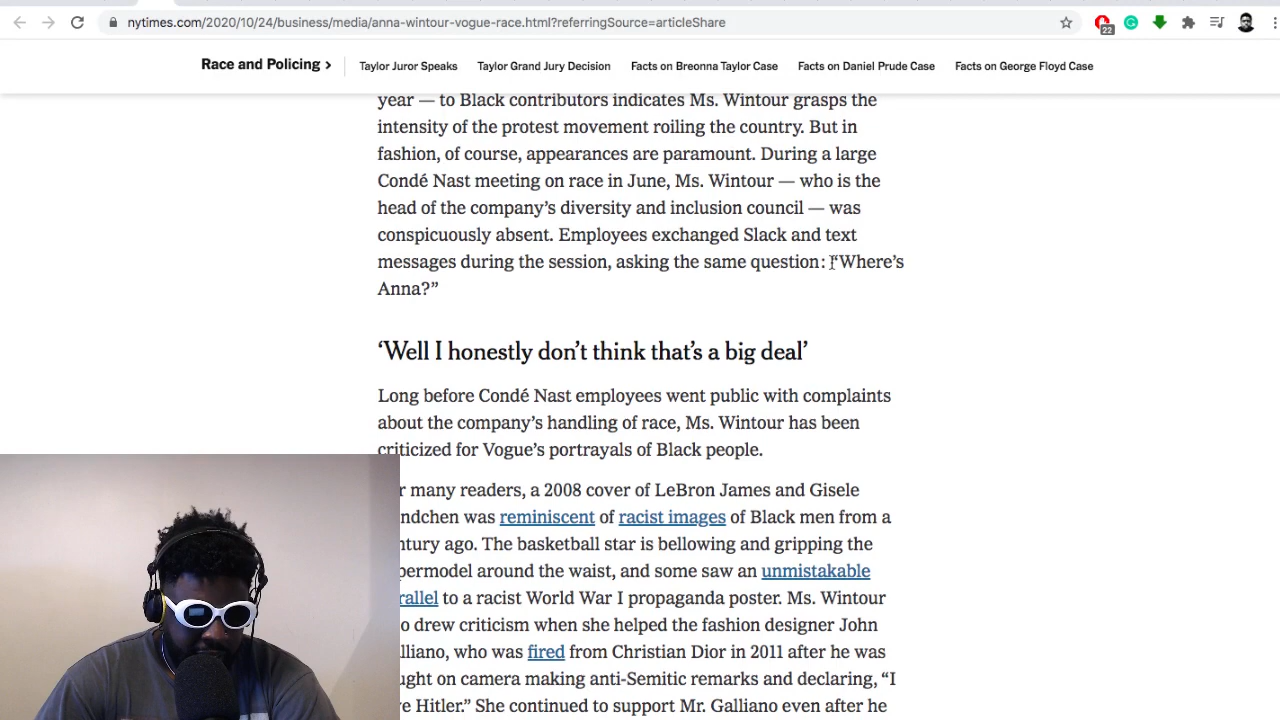 nytimes.com/2020/10/24/business/media/anna-wintour-vogue-race.html?referringSource=articleShare
22
Race and Policing >
Taylor Juror Speaks
Taylor Grand Jury Decision
Facts on Breonna Taylor Case
Facts on Daniel Prude Case
Facts on George Floyd Case
year — to Black contributors indicates Ms. Wintour grasps the
intensity of the protest movement roiling the country. But in
fashion, of course, appearances are paramount. During a large
Condé Nast meeting on race in June, Ms. Wintour — who is the
head of the company’s diversity and inclusion council — was
conspicuously absent. Employees exchanged Slack and text
messages during the session, asking the same question: “Where’s
Anna?”
‘Well I honestly don’t think that’s a big deal’
Long before Condé Nast employees went public with complaints
about the company’s handling of race, Ms. Wintour has been
criticized for Vogue’s portrayals of Black people.
r many readers, a 2008 cover of LeBron James and Gisele
ndchen was reminiscent of racist images of Black men from a
ntury ago. The basketball star is bellowing and gripping the
permodel around the waist, and some saw an unmistakable
rallel to a racist World War I propaganda poster. Ms. Wintour
o drew criticism when she helped the fashion designer John
lliano, who was fired from Christian Dior in 2011 after he was
ught on camera making anti-Semitic remarks and declaring, “I
ve Hitler.” She continued to support Mr. Galliano even after he